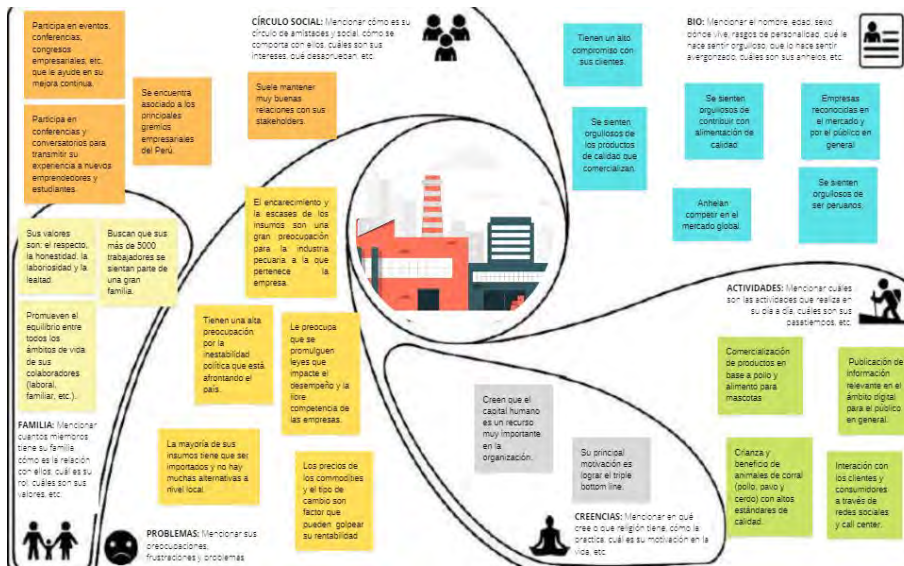 Participa en eventos,
conferencias,
congresos
empresariales, etc.
que le ayude en su
mejora continua.
Se encuentra
asociado a los
principales
gremios
empresariales
del Perú.
Participa en
conferencias y
conversatorios para
transmitir su
experiencia a nuevos
emprendedores y
estudiantes.
CÍRCULO SOCIAL: Mencionar cómo es su
círculo de amistades y social, cómo se
comporta con ellos, cuáles son sus
intereses, qué desaprueban, etc.
Suele mantener
muy buenas
relaciones con sus
stakeholders.
Tienen un alto
compromiso con
sus clientes.
BIO: Mencionar el nombre, edad, sexo
dónde vive, rasgos de personalidad, qué le
hace sentir orgulloso, que lo hace sentir
avergonzado, cuáles son sus anhelos, etc.
Se sienten
orgullosos de
los productos
de calidad que
comercializan.
Se sienten
orgullosos de
contribuir con
alimentación de
calidad
Empresas
reconocidas en
el mercado y
por el público en
general
Anhelan
competir en el
mercado global.
Se sienten
orgullosos de
ser peruanos.
Sus valores
son: el respecto,
la honestidad, la
laboriosidad y la
lealtad.
Buscan que sus
más de 5000
trabajadores se
sientan parte de
una gran
familia.
Promueven el
equilibrio entre
todos los
ámbitos de vida
de sus
colaboradores
(laboral,
familiar, etc.).
FAMILIA: Mencionar
cuantos miembros
tiene su familia
cómo es la relación
con ellos, cuál es su
rol, cuáles son sus
valores, etc.
El encarecimiento y
la escases de los
insumos son una
gran preocupación
para la industria
pecuaria a la que
pertenece la
empresa.
Tienen una alta
preocupación
por la
inestabilidad
política que está
afrontando el
país.
Le preocupa
que se
promulguen
leyes que
impacte el
desempeño y la
libre
competencia de
las empresas.
La mayoría de sus
insumos tiene que ser
importados y no hay
muchas alternativas a
nivel local.
Los precios de
los commodities
y el tipo de
cambio son factor
que pueden golpear
su rentabilidad
PROBLEMAS: Mencionar sus
preocupaciones,
frustraciones y problemas
Creen que el
capital humano
es un recurso
muy importante
en la
organización.
Su principal
motivación es
lograr el triple
bottom line.
CREENCIAS: Mencionar en qué
cree o que religión tiene, cómo la
practica, cuál es su motivación en la
vida, etc.
ACTIVIDADES: Mencionar cuáles
son las actividades que realiza en
su día a día, cuáles son sus
pasatiempos, etc.
Comercialización
de productos en
base a pollo y
alimento para
mascotas
Publicación de
información
relevante en el
ámbito digital
para el público
en general.
Crianza y
beneficio de
animales de corral
(pollo, pavo y
cerdo) con altos
estándares de
calidad.
Interación con
los clientes y
consumidores
a través de
redes sociales
y call center.